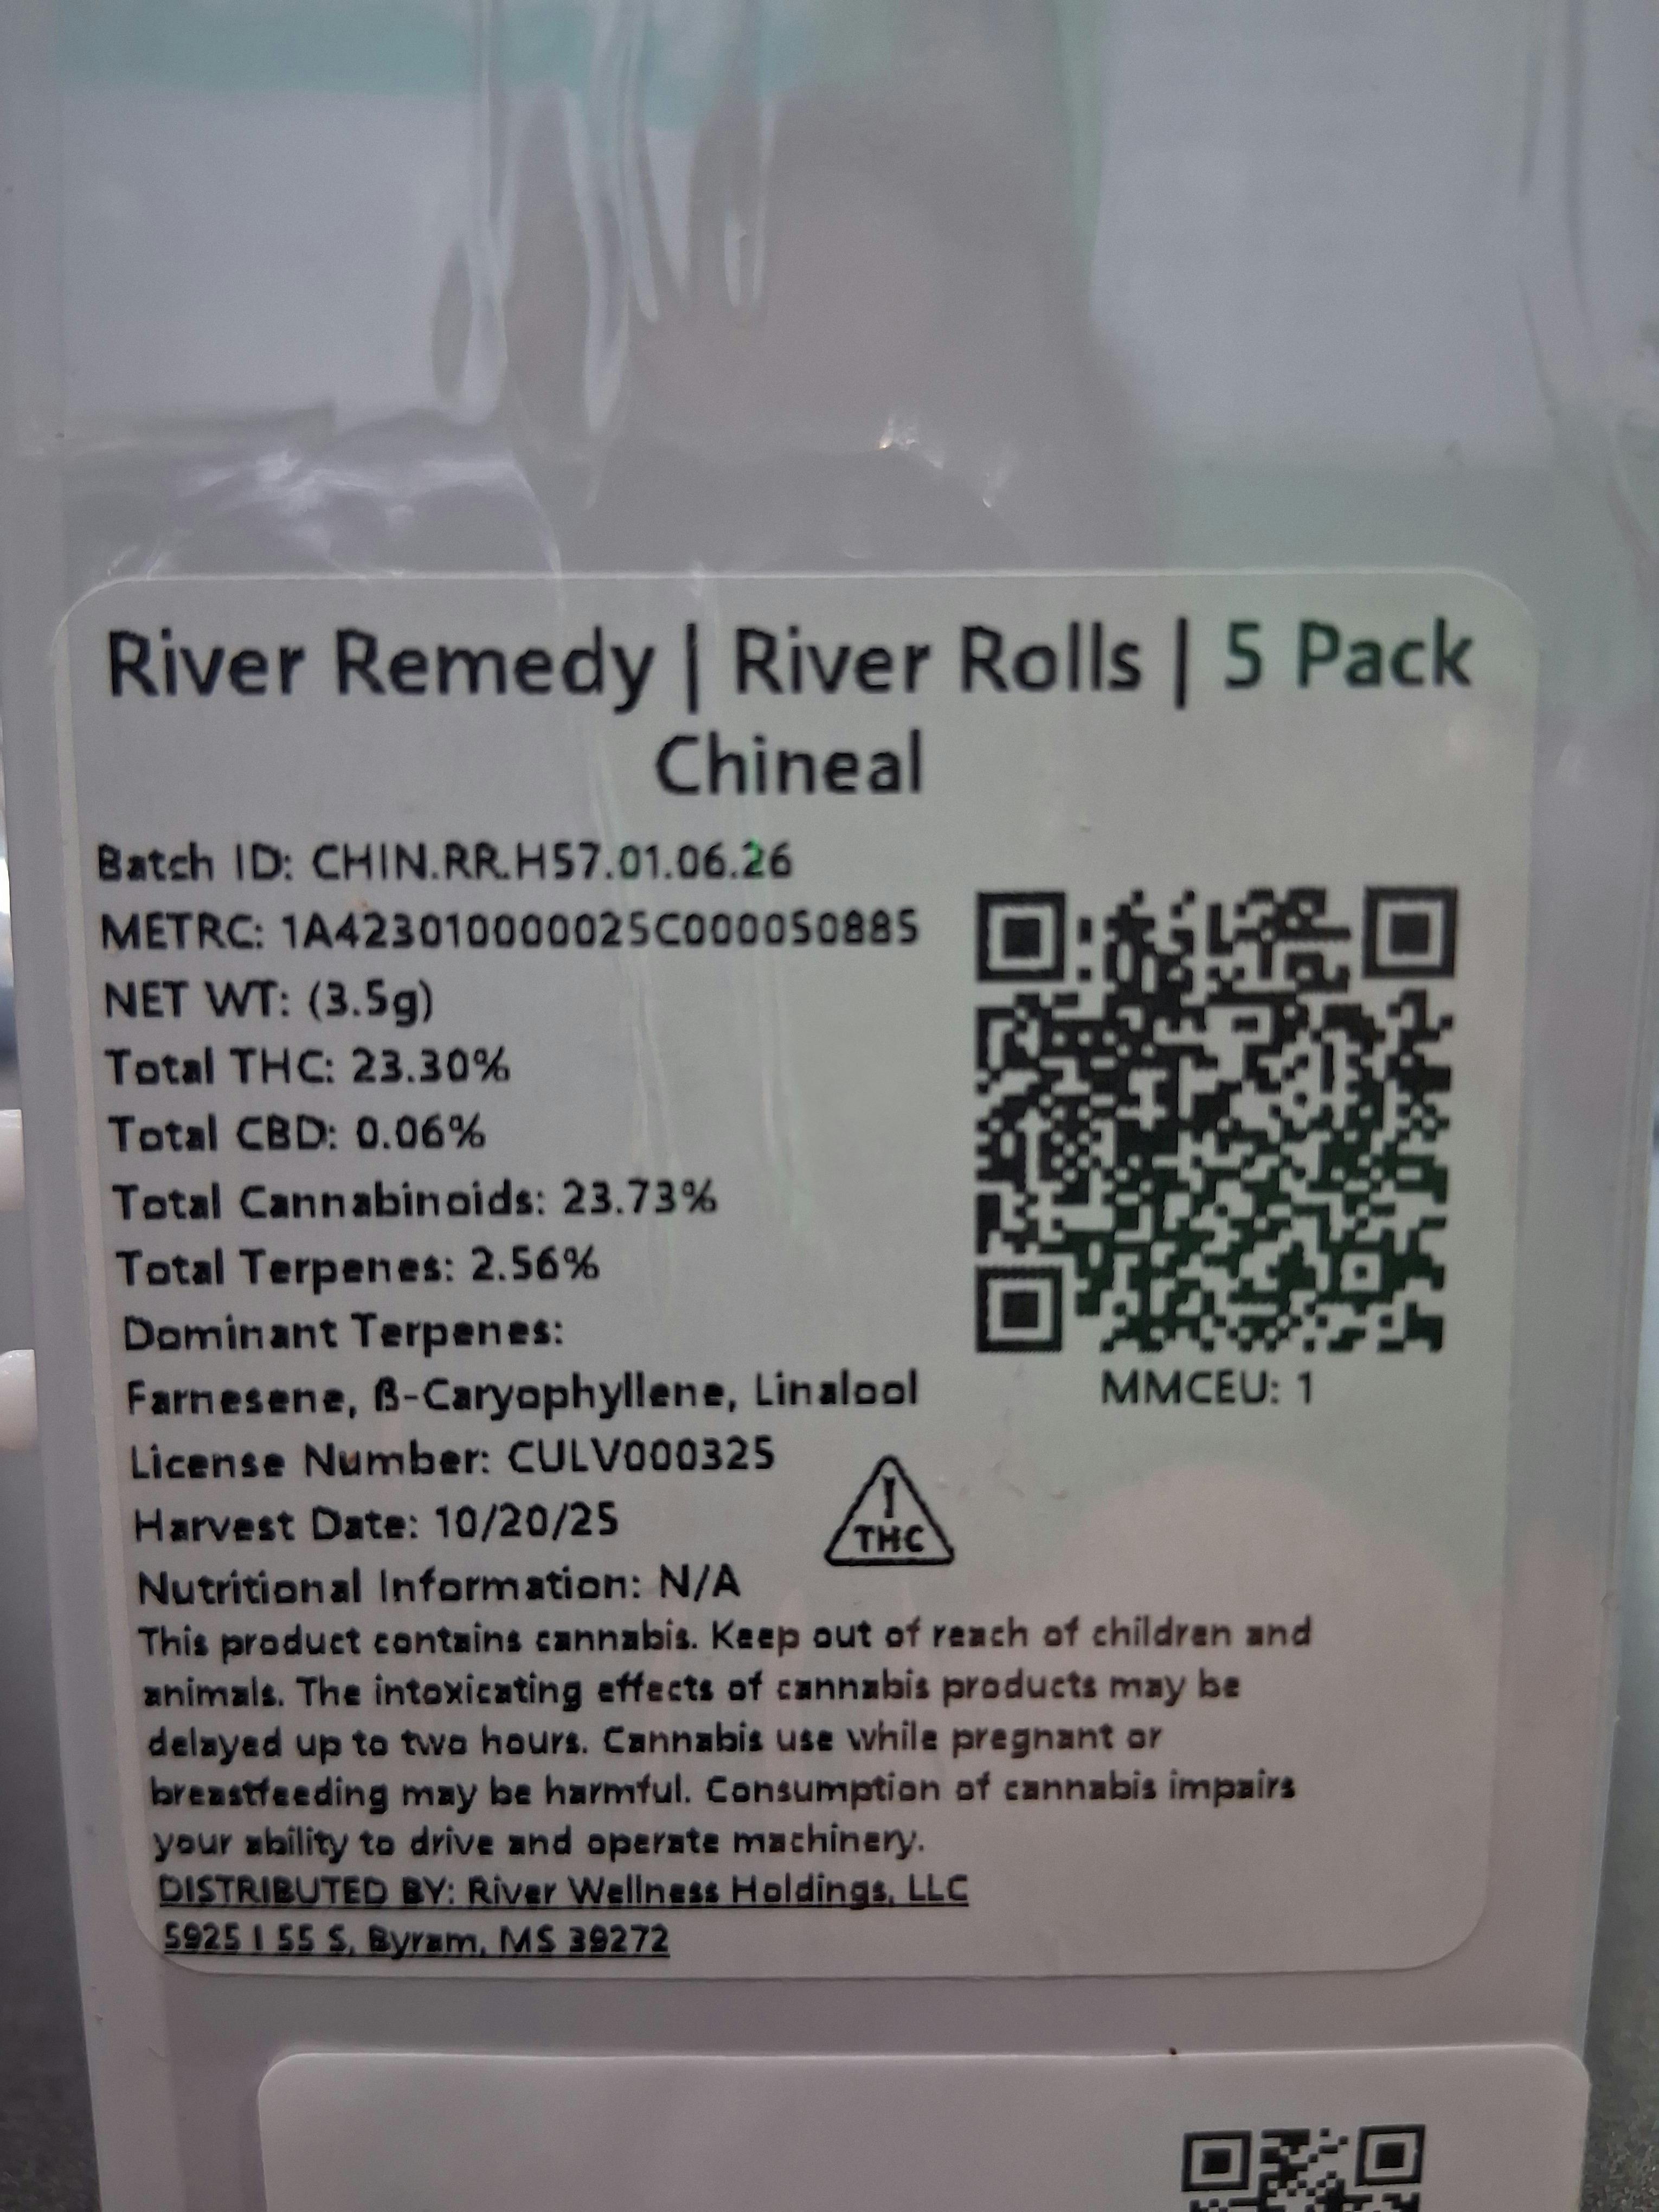 River Remedy | River Rolls | 5 Pack
Chineal
Batch ID: CHIN.RR.H57.01.06.26
METRC: 1A423010000025C000050885
NET WT: (3.5g)
Total THC: 23.30%
Total CBD: 0.06%
Total Cannabinoids: 23.73%
Total Terpenes: 2.56%
Dominant Terpenes:
Farnesene, ß-Caryophyllene, Linalool
MMCEU: 1
License Number: CULV000325
Harvest Date: 10/20/25
! THC
Nutritional Information: N/A
This product contains cannabis. Keep out of reach of children and
animals. The intoxicating effects of cannabis products may be
delayed up to two hours. Cannabis use while pregnant or
breastfeeding may be harmful. Consumption of cannabis impairs
your ability to drive and operate machinery.
DISTRIBUTED BY: River Wellness Holdings, LLC
5925 I 55 S, Byram, MS 39272